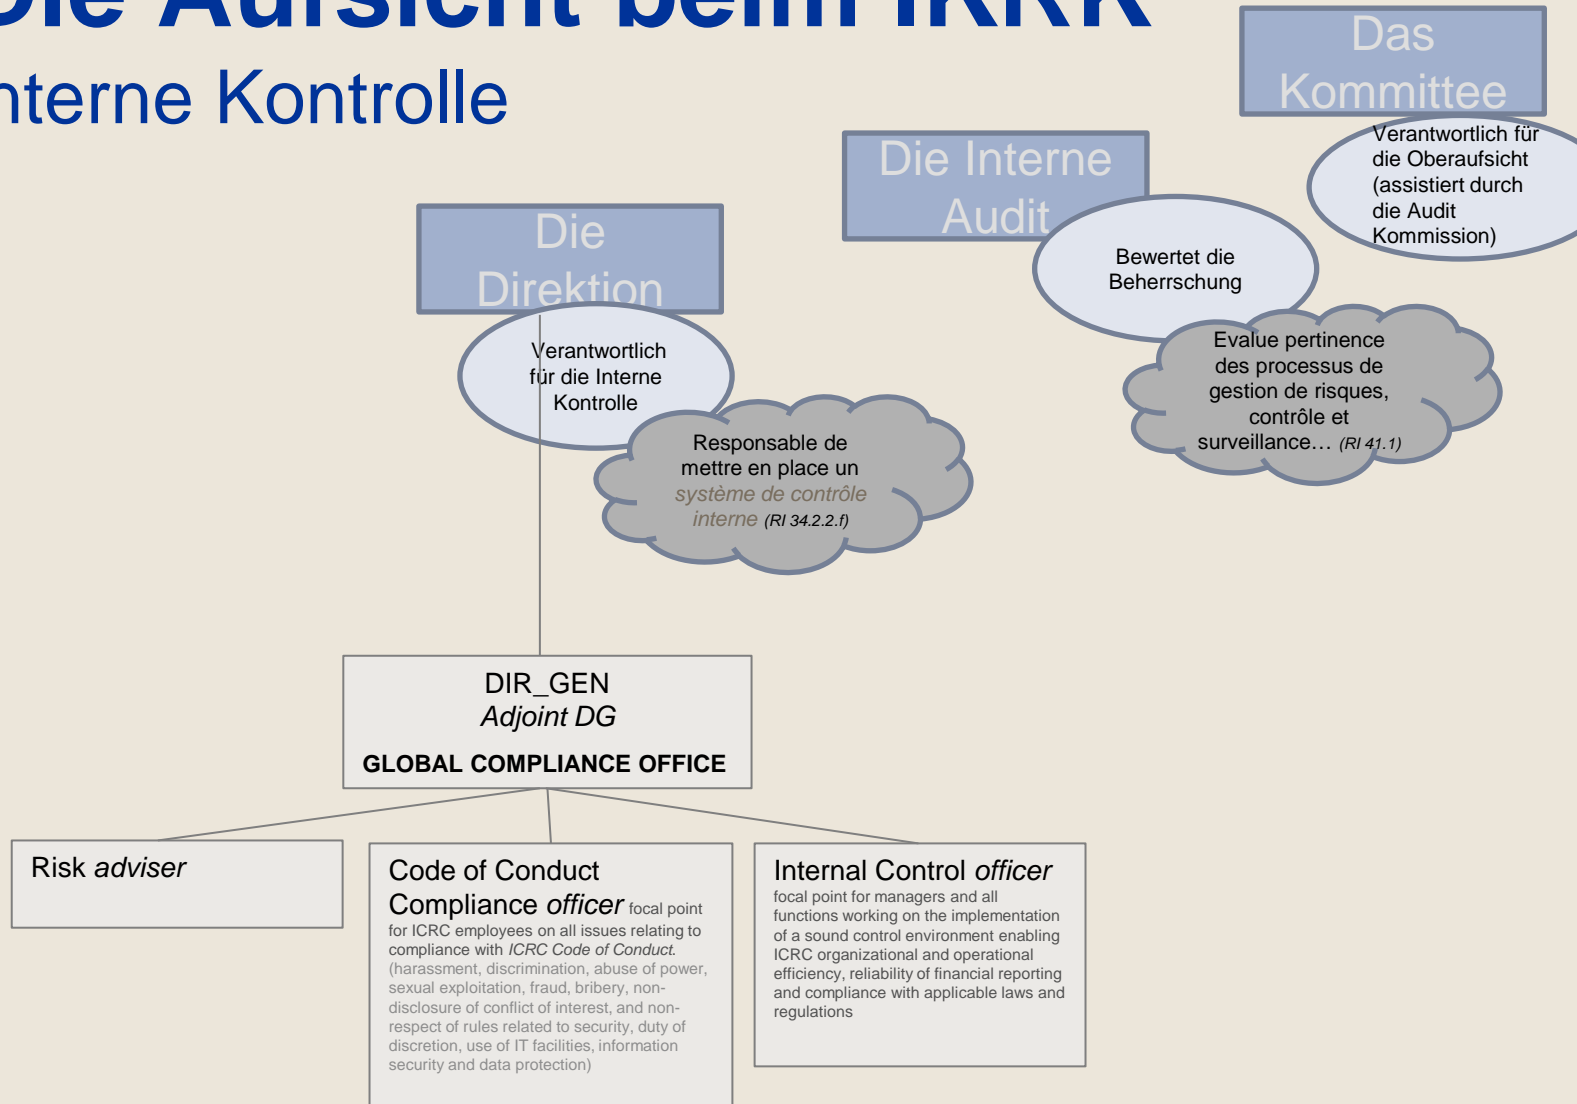 Die Aufsicht beim IKRK
nterne Kontrolle
Das
Kommittee
Verantwortlich für
die Oberaufsicht
(assistiert durch
die Audit
Kommission)
Die Interne
Audit
Bewertet die
Beherrschung
Evalue pertinence
des processus de
gestion de risques,
contrôle et
surveillance… (RI 41.1)
Die
Direktion
Verantwortlich
für die Interne
Kontrolle
Responsable de
mettre en place un
système de contrôle
interne (RI 34.2.2.f)
DIR_GEN
Adjoint DG
GLOBAL COMPLIANCE OFFICE
Risk adviser
Code of Conduct
Compliance officer focal point
for ICRC employees on all issues relating to
compliance with ICRC Code of Conduct.
(harassment, discrimination, abuse of power,
sexual exploitation, fraud, bribery, non-
disclosure of conflict of interest, and non-
respect of rules related to security, duty of
discretion, use of IT facilities, information
security and data protection)
Internal Control officer
focal point for managers and all
functions working on the implementation
of a sound control environment enabling
ICRC organizational and operational
efficiency, reliability of financial reporting
and compliance with applicable laws and
regulations